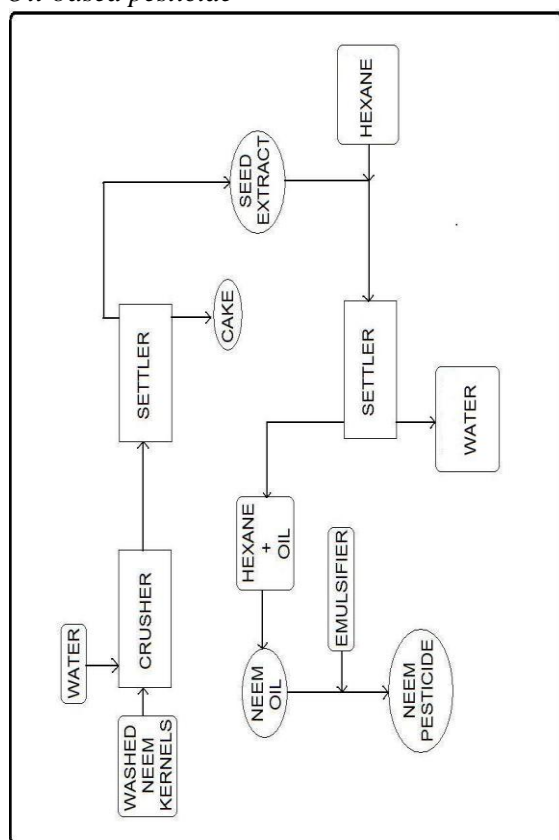 Oil based pesticide
WASHED
NEEM
KERNELS
WATER
CRUSHER
SETTLER
CAKE
SEED
EXTRACT
HEXANE
SETTLER
WATER
HEXANE
+
OIL
NEEM
OIL
EMULSIFIER
NEEM
PESTICIDE